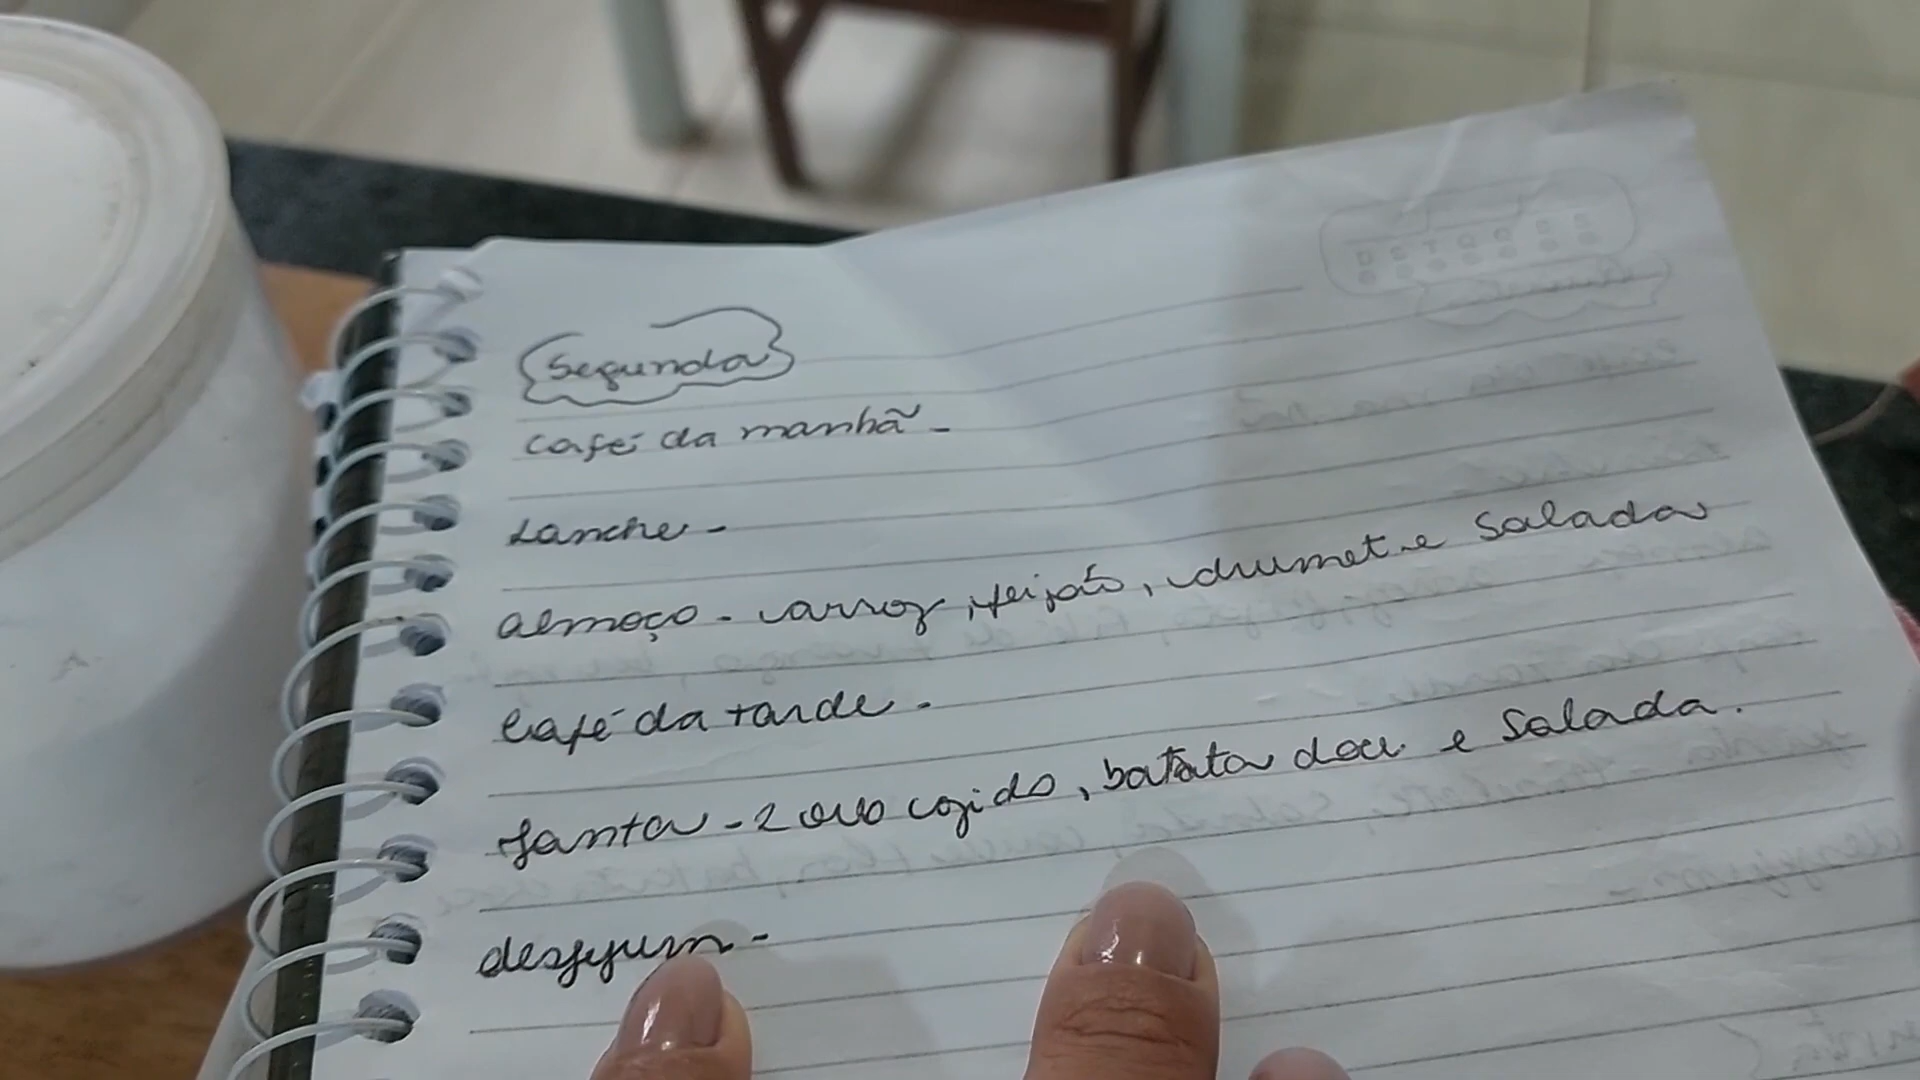 Segunda
café da manhã -
Lanche -
almoço - arroz, feijão, drumet e Salada
Café da tarde -
Janta - 2 ovo cozido, batata doce e Salada.
desjejum -